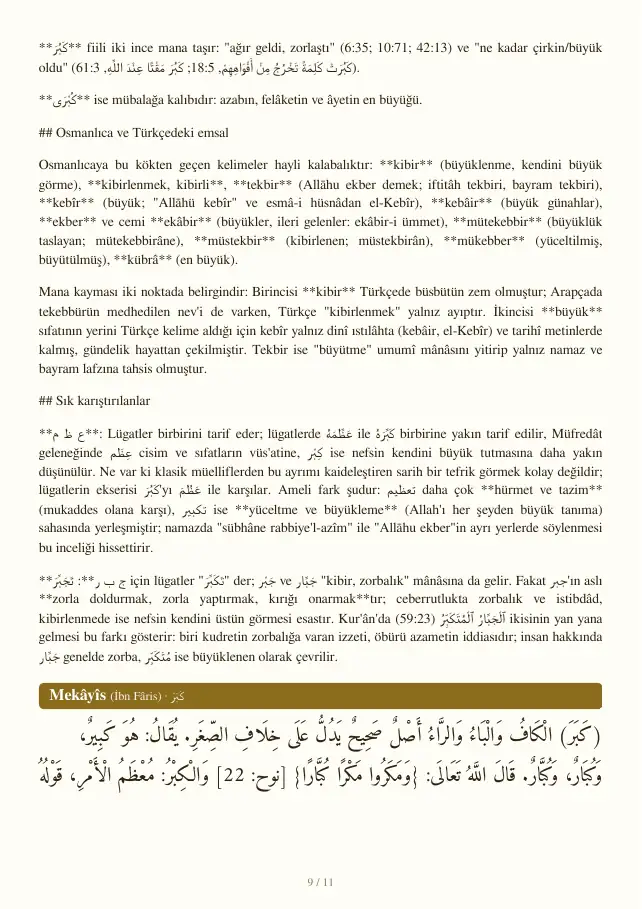 **كَبُرَ** fiili iki ince mana taşır: "ağır geldi, zorlaştı" (6:35; 10:71; 42:13) ve "ne kadar çirkin/büyük
oldu" (61:3 ,كَبُرَتْ كَلِمَةً تَخْرُجُ مِنْ أَفْوَاهِهِمْ, 18:5; كَبُرَ مَقْتًا عِنْدَ اللّٰهِ).
**كُبْرَى** ise mübalağa kalıbıdır: azabın, felâketin ve âyetin en büyüğü.
## Osmanlıca ve Türkçedeki emsal
Osmanlıcaya bu kökten geçen kelimeler hayli kalabalıktır: **kibir** (büyüklenme, kendini büyük
görme), **kibirlenmek, kibirli**, **tekbir** (Allāhu ekber demek; iftitâh tekbiri, bayram tekbiri),
**kebîr** (büyük; "Allāhü kebîr" ve esmâ-i hüsnâdan el-Kebîr), **kebâir** (büyük günahlar),
**ekber** ve cemi **ekâbir** (büyükler, ileri gelenler: ekâbir-i ümmet), **mütekebbir** (büyüklük
taslayan; mütekebbirâne), **müstekbir** (kibirlenen; müstekbirân), **mükebber** (yüceltilmiş,
büyütülmüş), **kübrâ** (en büyük).
Mana kayması iki noktada belirgindir: Birincisi **kibir** Türkçede büsbütün zem olmuştur; Arapçada
tekebbürün medhedilen nev'i de varken, Türkçe "kibirlenmek" yalnız ayıptır. İkincisi **büyük**
sıfatının yerini Türkçe kelime aldığı için kebîr yalnız dinî ıstılâhta (kebâir, el-Kebîr) ve tarihî metinlerde
kalmış, gündelik hayattan çekilmiştir. Tekbir ise "büyütme" umumî mânâsını yitirip yalnız namaz ve
bayram lafzına tahsis olmuştur.
## Sık karıştırılanlar
**ع ظ م**: Lügatler birbirini tarif eder; lügatlerde عَظَّمَهُ ile كَبَّرَهُ birbirine yakın tarif edilir, Müfredât
geleneğinde عِظَم cisim ve sıfatların vüs'atine, كِبْر ise nefsin kendini büyük tutmasına daha yakın
düşünülür. Ne var ki klasik müelliflerden bu ayrımı kaideleştiren sarih bir tefrik görmek kolay değildir;
lügatlerin ekserisi كَبُرَ'yı عَظُمَ ile karşılar. Ameli fark şudur: تعظيم daha çok **hürmet ve tazim**
(mukaddes olana karşı), تكبير ise **yüceltme ve büyükleme** (Allah'ı her şeyden büyük tanıma)
sahasında yerleşmiştir; namazda "sübhâne rabbiye'l-azîm" ile "Allāhu ekber"in ayrı yerlerde söylenmesi
bu inceliği hissettirir.
**ج ب ر**: تَجَبَّرَ için lügatler "تَكَبَّرَ" der; جَبْر ve جَبَّار "kibir, zorbalık" mânâsına da gelir. Fakat جبر'ın aslı
**zorla doldurmak, zorla yaptırmak, kırığı onarmak**tır; ceberrutlukta zorbalık ve istibdâd,
kibirlenmede ise nefsin kendini üstün görmesi esastır. Kur'ân'da (59:23) ٱلْجَبَّارُ ٱلْمُتَكَبِّرُ ikisinin yan yana
gelmesi bu farkı gösterir: biri kudretin zorbalığa varan izzeti, öbürü azametin iddiasıdır; insan hakkında
جَبَّار genelde zorba, مُتَكَبِّر ise büyüklenen olarak çevrilir.
Mekâyîs (İbn Fâris) · كَبَرَ
(كَبَرَ) الْكَافُ وَالْبَاءُ وَالرَّاءُ أَصْلٌ صَحِيحٌ يَدُلُّ عَلَى خِلَافِ الصِّغَرِ. يُقَالُ: هُوَ كَبِيرٌ،
وَكُبَارٌ، وَكُبَّارٌ. قَالَ اللَّهُ تَعَالَى: {وَمَكَرُوا مَكْرًا كُبَّارًا} [نوح: 22] وَالْكِبْرُ: مُعْظَمُ الْأَمْرِ، قَوْلُهُ
9 / 11